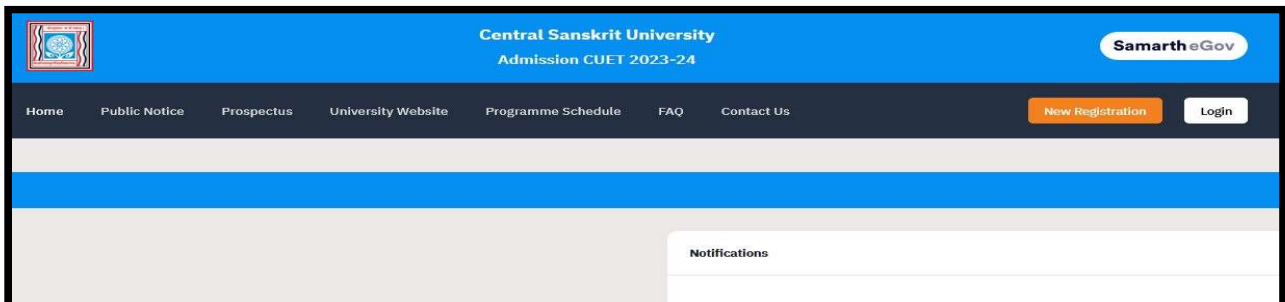 Central Sanskrit University
Admission CUET 2023-24
Samarth eGov
Home Public Notice Prospectus University Website Programme Schedule FAQ Contact Us New Registration Login
Notifications